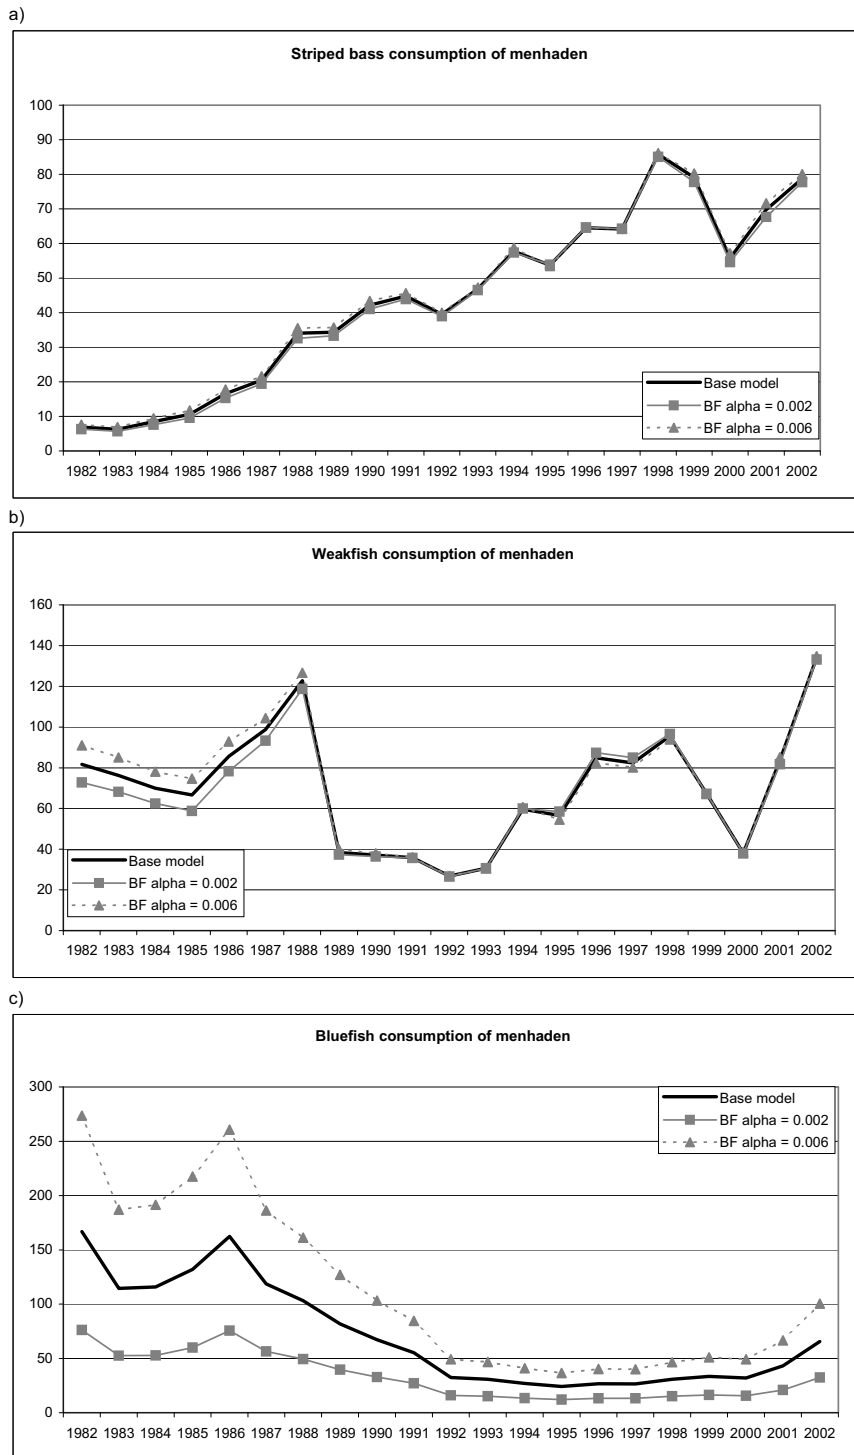 a)
Striped bass consumption of menhaden
100
90
80
70
60
50
40
30
20
10
0
Base model
BF alpha = 0.002
BF alpha = 0.006
1982 1983 1984 1985 1986 1987 1988 1989 1990 1991 1992 1993 1994 1995 1996 1997 1998 1999 2000 2001 2002
b)
Weakfish consumption of menhaden
160
140
120
100
80
60
40
20
0
Base model
BF alpha = 0.002
BF alpha = 0.006
1982 1983 1984 1985 1986 1987 1988 1989 1990 1991 1992 1993 1994 1995 1996 1997 1998 1999 2000 2001 2002
c)
Bluefish consumption of menhaden
300
250
200
150
100
50
0
Base model
BF alpha = 0.002
BF alpha = 0.006
1982 1983 1984 1985 1986 1987 1988 1989 1990 1991 1992 1993 1994 1995 1996 1997 1998 1999 2000 2001 2002